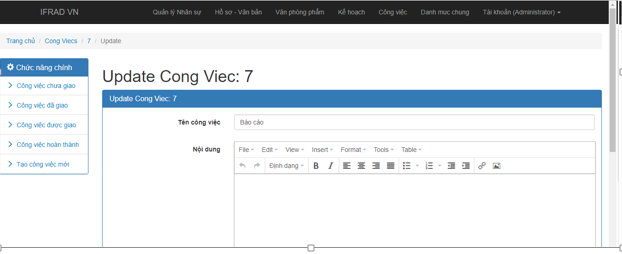 IFRAD VN Quản lý Nhân sự Hồ sơ - Văn bản Văn phòng phẩm Kế hoạch Công việc Danh mục chung Tài khoản (Administrator)
Trang chủ / Cong Viecs / 7 / Update
Chức năng chính
Công việc chưa giao
Công việc đã giao
Công việc được giao
Công việc hoàn thành
Tạo công việc mới
Update Cong Viec: 7
Update Cong Viec: 7
Tên công việc Báo cáo
Nội dung
File Edit View Insert Format Tools Table
Định dạng B I